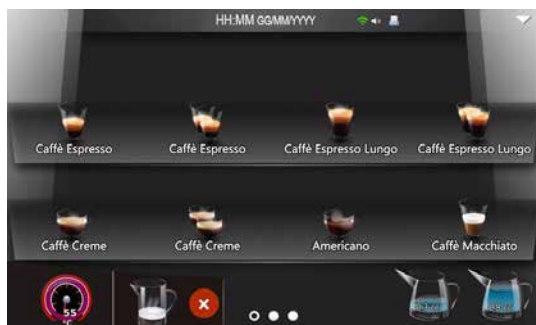 HH:MM GG/MM/YYYY
Caffè Espresso
Caffè Espresso
Caffè Espresso Lungo
Caffè Espresso Lungo
Caffè Creme
Caffè Creme
Americano
Caffè Macchiato
55
°C